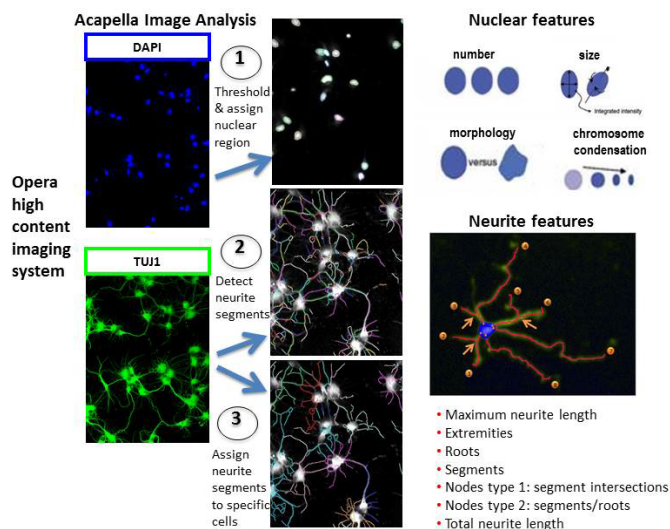 Acapella Image Analysis
DAPI
1
Threshold
& assign
nuclear
region
Opera
high
content
imaging
system
TUJ1
2
Detect
neurite
segments
3
Assign
neurite
segments
to specific
cells
Nuclear features
number
size
Integrated intensity
morphology
versus
chromosome
condensation
Neurite features
• Maximum neurite length
• Extremities
• Roots
• Segments
• Nodes type 1: segment intersections
• Nodes type 2: segments/roots
• Total neurite length